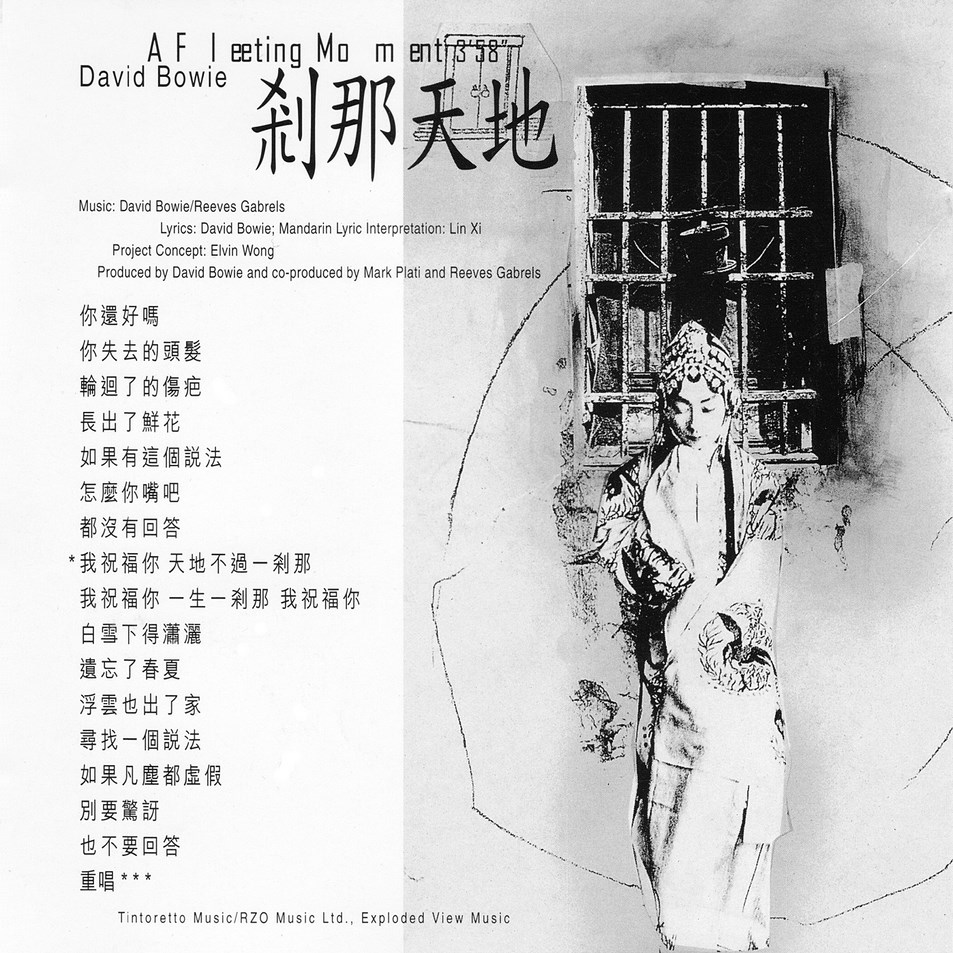 A Fleeting Moment 3'58"
David Bowie
剎那天地
Music: David Bowie/Reeves Gabrels
Lyrics: David Bowie; Mandarin Lyric Interpretation: Lin Xi
Project Concept: Elvin Wong
Produced by David Bowie and co-produced by Mark Plati and Reeves Gabrels
你還好嗎
你失去的頭髮
輪迴了的傷疤
長出了鮮花
如果有這個説法
怎麼你嘴吧
都沒有回答
*我祝福你 天地不過一剎那
我祝福你 一生一剎那 我祝福你
白雪下得瀟灑
遺忘了春夏
浮雲也出了家
尋找一個説法
如果凡塵都虛假
別要驚訝
也不要回答
重唱***
Tintoretto Music/RZO Music Ltd., Exploded View Music